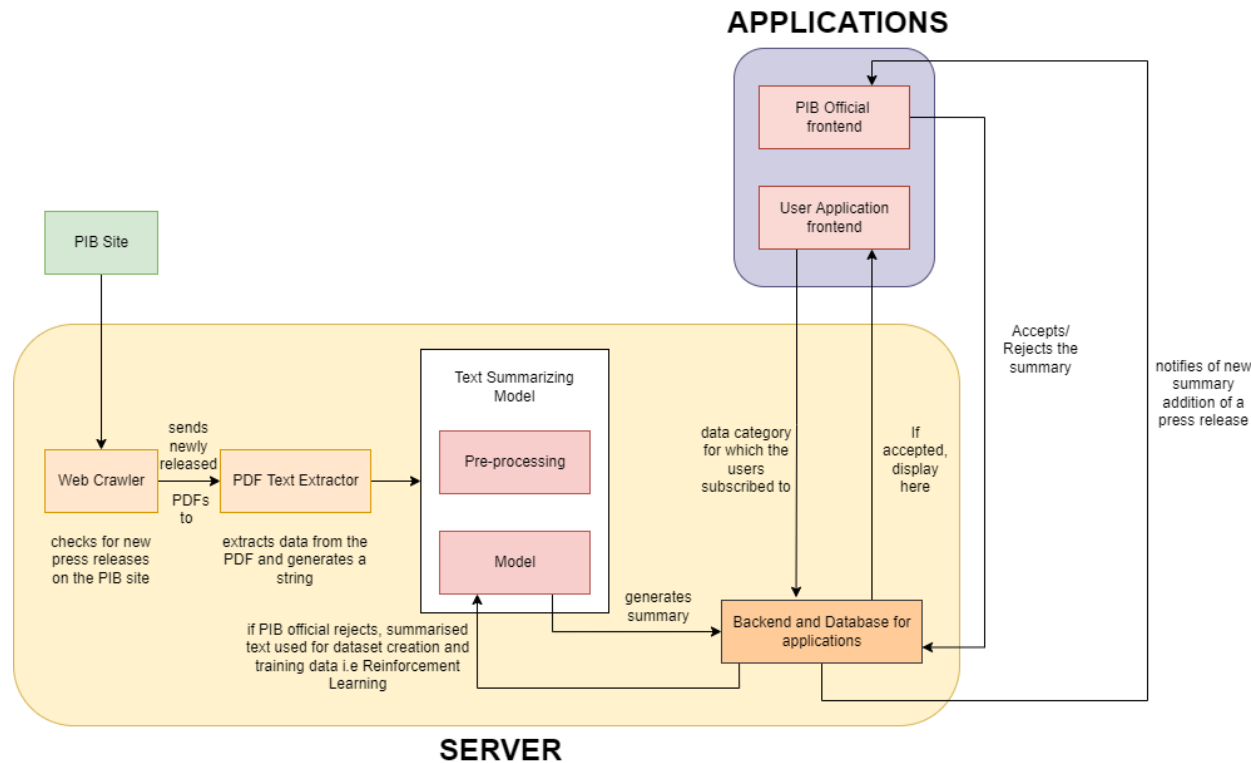 APPLICATIONS
PIB Official
frontend
User Application
frontend
PIB Site
Accepts/
Rejects the
summary
notifies of new
summary
addition of a
press release
Text Summarizing
Model
sends
newly
released
PDFs
to
Web Crawler
PDF Text Extractor
Pre-processing
data category
for which the
users
subscribed to
If
accepted,
display
here
checks for new
press releases
on the PIB site
extracts data from the
PDF and generates a
string
Model
generates
summary
if PIB official rejects, summarised
text used for dataset creation and
training data i.e Reinforcement
Learning
Backend and Database for
applications
SERVER